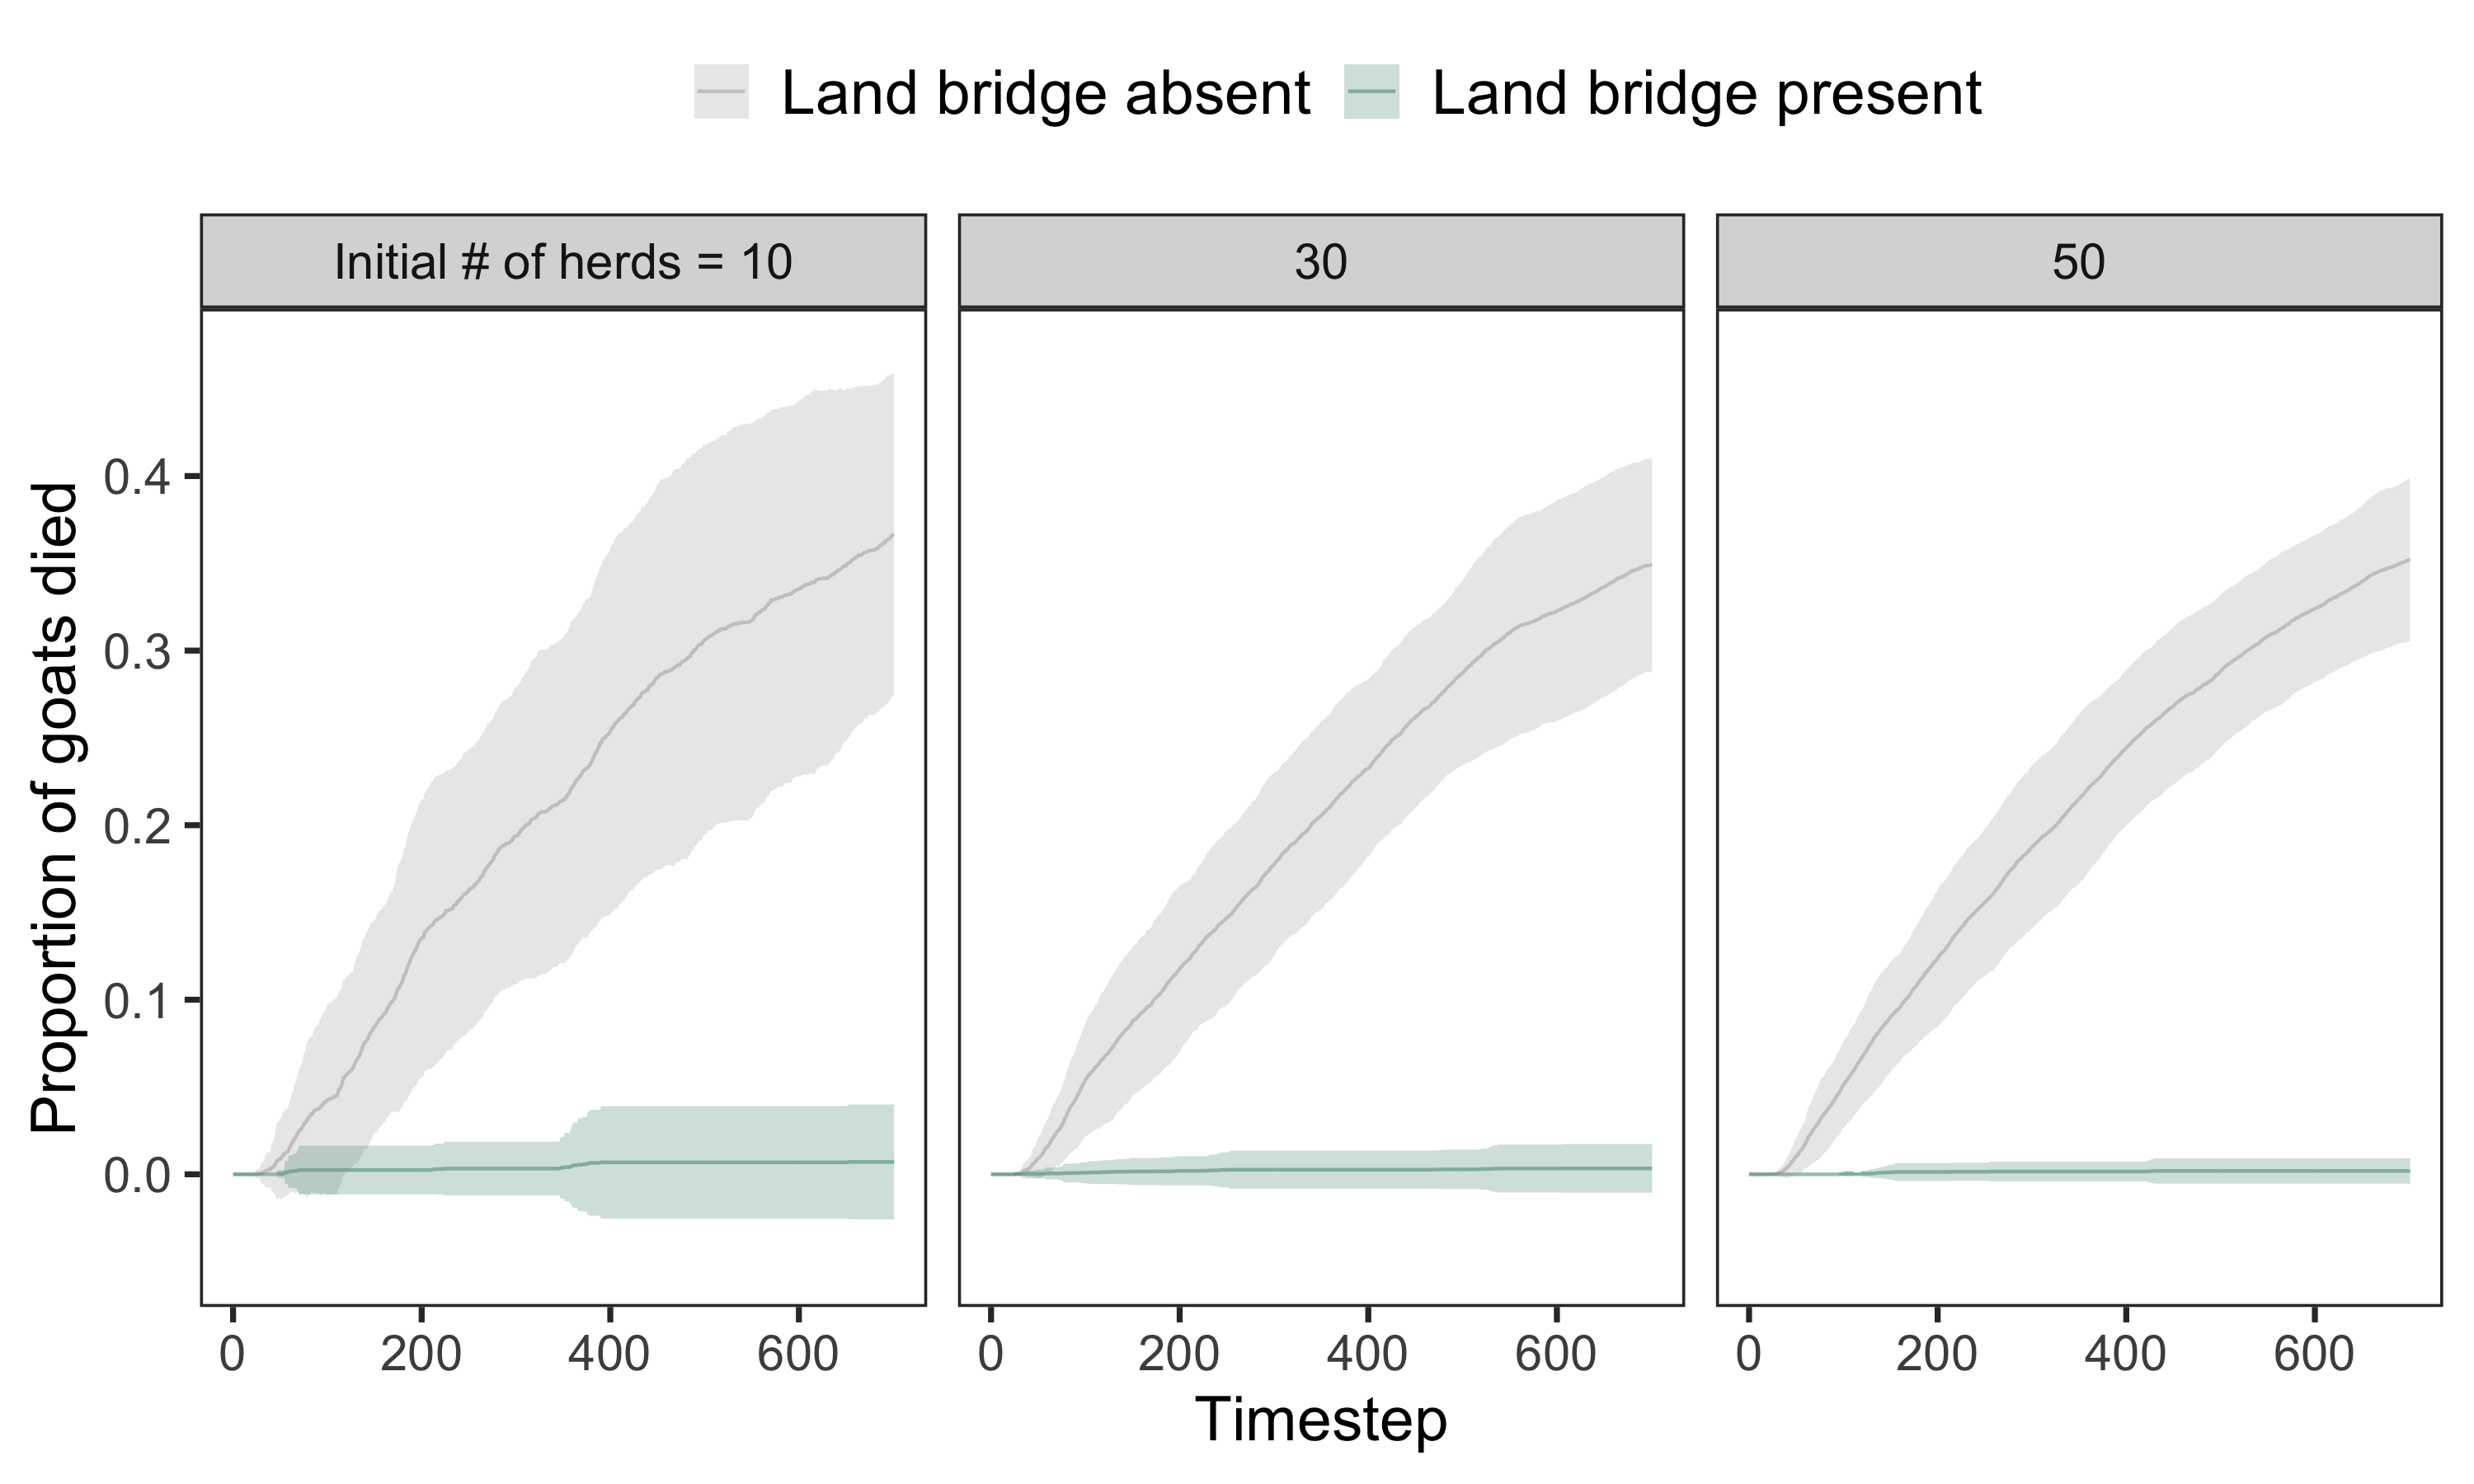 Land bridge absent Land bridge present
Initial # of herds = 10 30 50
Proportion of goats died
0.4
0.3
0.2
0.1
0.0
0 200 400 600 0 200 400 600 0 200 400 600
Timestep